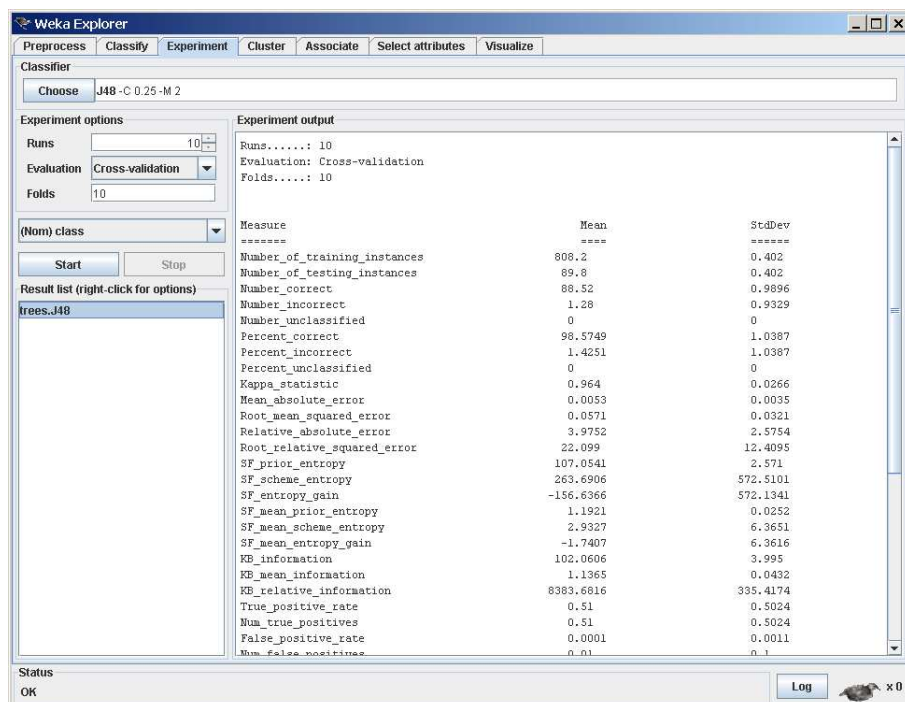 Weka Explorer
Preprocess Classify Experiment Cluster Associate Select attributes Visualize
Classifier
Choose J48 -C 0.25 -M 2
Experiment options
Runs 10
Evaluation Cross-validation
Folds 10
(Nom) class
Start Stop
Result list (right-click for options)
trees.J48
Experiment output
Runs......: 10
Evaluation: Cross-validation
Folds.....: 10
Measure Mean StdDev
======= ==== ======
Number_of_training_instances 808.2 0.402
Number_of_testing_instances 89.8 0.402
Number_correct 88.52 0.9896
Number_incorrect 1.28 0.9329
Number_unclassified 0 0
Percent_correct 98.5749 1.0387
Percent_incorrect 1.4251 1.0387
Percent_unclassified 0 0
Kappa_statistic 0.964 0.0266
Mean_absolute_error 0.0053 0.0035
Root_mean_squared_error 0.0571 0.0321
Relative_absolute_error 3.9752 2.5754
Root_relative_squared_error 22.099 12.4095
SF_prior_entropy 107.0541 2.571
SF_scheme_entropy 263.6906 572.5101
SF_entropy_gain -156.6366 572.1341
SF_mean_prior_entropy 1.1921 0.0252
SF_mean_scheme_entropy 2.9327 6.3651
SF_mean_entropy_gain -1.7407 6.3616
KB_information 102.0606 3.995
KB_mean_information 1.1365 0.0432
KB_relative_information 8383.6816 335.4174
True_positive_rate 0.51 0.5024
Num_true_positives 0.51 0.5024
False_positive_rate 0.0001 0.0011
Num_false_positives 0.01 0.1
Status
OK
Log x 0